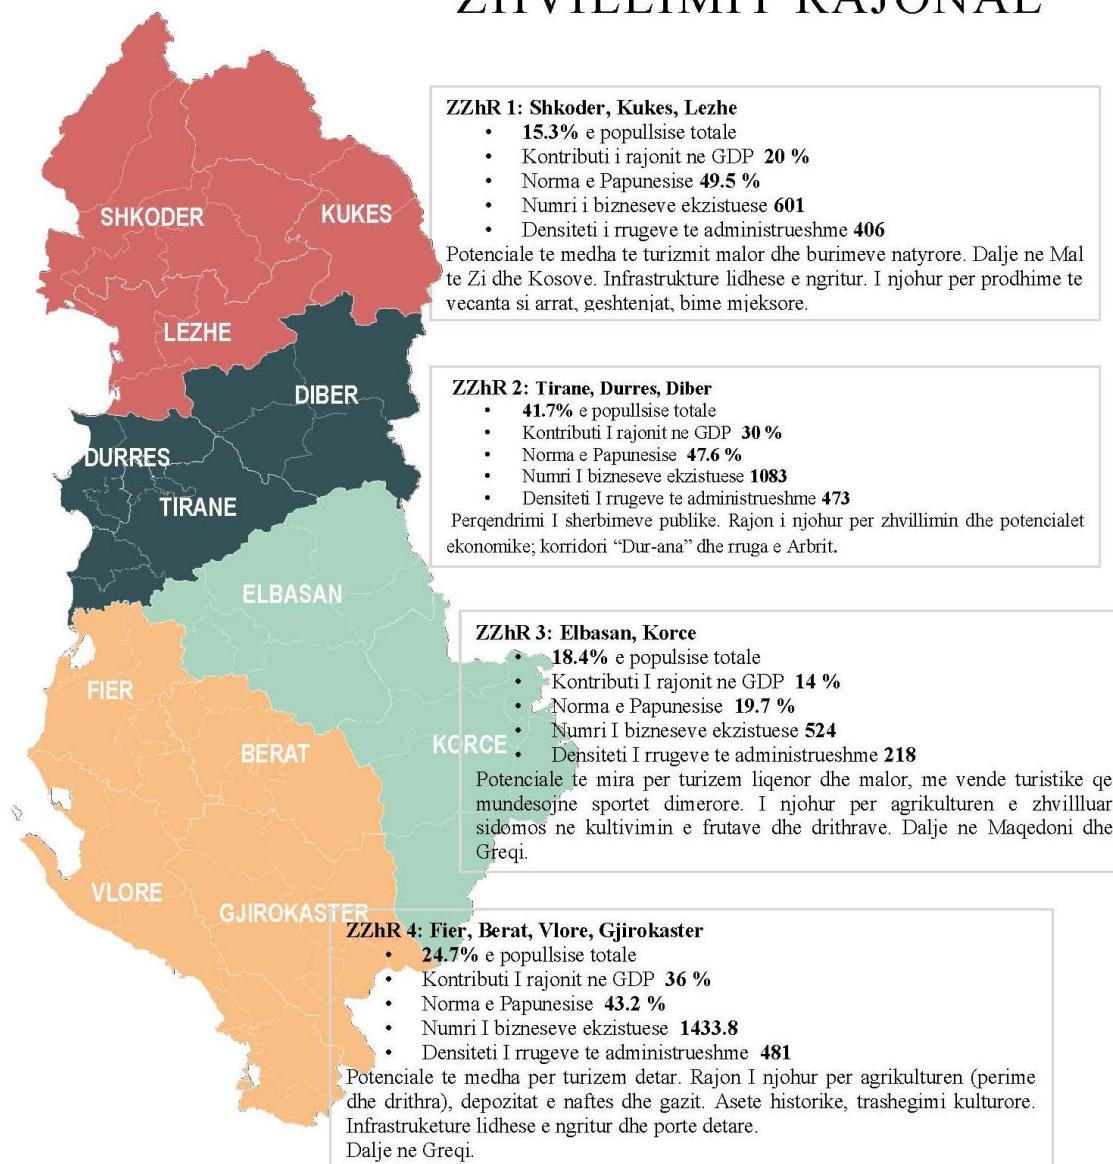 ZHVILLIMIT RAJONAL
ZZhR 1: Shkoder, Kukes, Lezhe
• 15.3% e popullsise totale
• Kontributi i rajonit ne GDP 20 %
• Norma e Papunesise 49.5 %
• Numri i bizneseve ekzistuese 601
• Densiteti i rrugeve te administrueshme 406
Potenciale te medha te turizmit malor dhe burimeve natyrore. Dalje ne Mal
te Zi dhe Kosove. Infrastrukture lidhese e ngritur. I njohur per prodhime te
vecanta si arrat, geshtenjat, bime mjeksore.
SHKODER
KUKES
LEZHE
ZZhR 2: Tirane, Durres, Diber
• 41.7% e popullsise totale
• Kontributi I rajonit ne GDP 30 %
• Norma e Papunesise 47.6 %
• Numri I bizneseve ekzistuese 1083
• Densiteti I rrugeve te administrueshme 473
Perqendrimi I sherbimeve publike. Rajon i njohur per zhvillimin dhe potencialet
ekonomike; korridori “Dur-ana” dhe rruga e Arbrit.
DIBER
DURRES
TIRANE
ZZhR 3: Elbasan, Korce
• 18.4% e populsise totale
• Kontributi I rajonit ne GDP 14 %
• Norma e Papunesise 19.7 %
• Numri I bizneseve ekzistuese 524
• Densiteti I rrugeve te administrueshme 218
Potenciale te mira per turizem liqenor dhe malor, me vende turistike qe
mundesojne sportet dimerore. I njohur per agrikulturen e zhvillluar
sidomos ne kultivimin e frutave dhe drithrave. Dalje ne Maqedoni dhe
Greqi.
ELBASAN
KORCE
FIER
BERAT
VLORE
GJIROKASTER
ZZhR 4: Fier, Berat, Vlore, Gjirokaster
• 24.7% e popullsise totale
• Kontributi I rajonit ne GDP 36 %
• Norma e Papunesise 43.2 %
• Numri I bizneseve ekzistuese 1433.8
• Densiteti I rrugeve te administrueshme 481
Potenciale te medha per turizem detar. Rajon I njohur per agrikulturen (perime
dhe drithra), depozitat e naftes dhe gazit. Asete historike, trashegimi kulturore.
Infrastruketure lidhese e ngritur dhe porte detare.
Dalje ne Greqi.